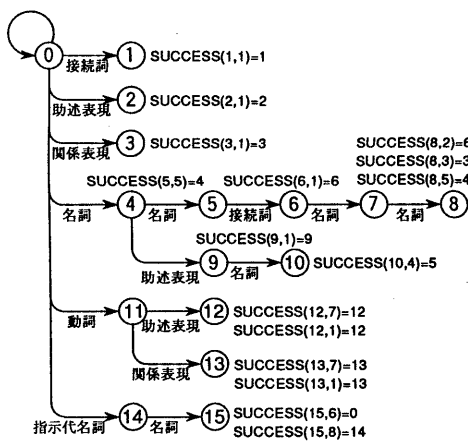 0
接続詞 1 SUCCESS(1,1)=1
助述表現 2 SUCCESS(2,1)=2
関係表現 3 SUCCESS(3,1)=3
SUCCESS(8,2)=6
SUCCESS(8,3)=3
SUCCESS(5,5)=4 SUCCESS(6,1)=6 SUCCESS(8,5)=4
名詞 4 名詞 5 接続詞 6 名詞 7 名詞 8
SUCCESS(9,1)=9
助述表現 9 名詞 10 SUCCESS(10,4)=5
動詞 11 助述表現 12 SUCCESS(12,7)=12
SUCCESS(12,1)=12
関係表現 13 SUCCESS(13,7)=13
SUCCESS(13,1)=13
指示代名詞 14 名詞 15 SUCCESS(15,6)=0
SUCCESS(15,8)=14